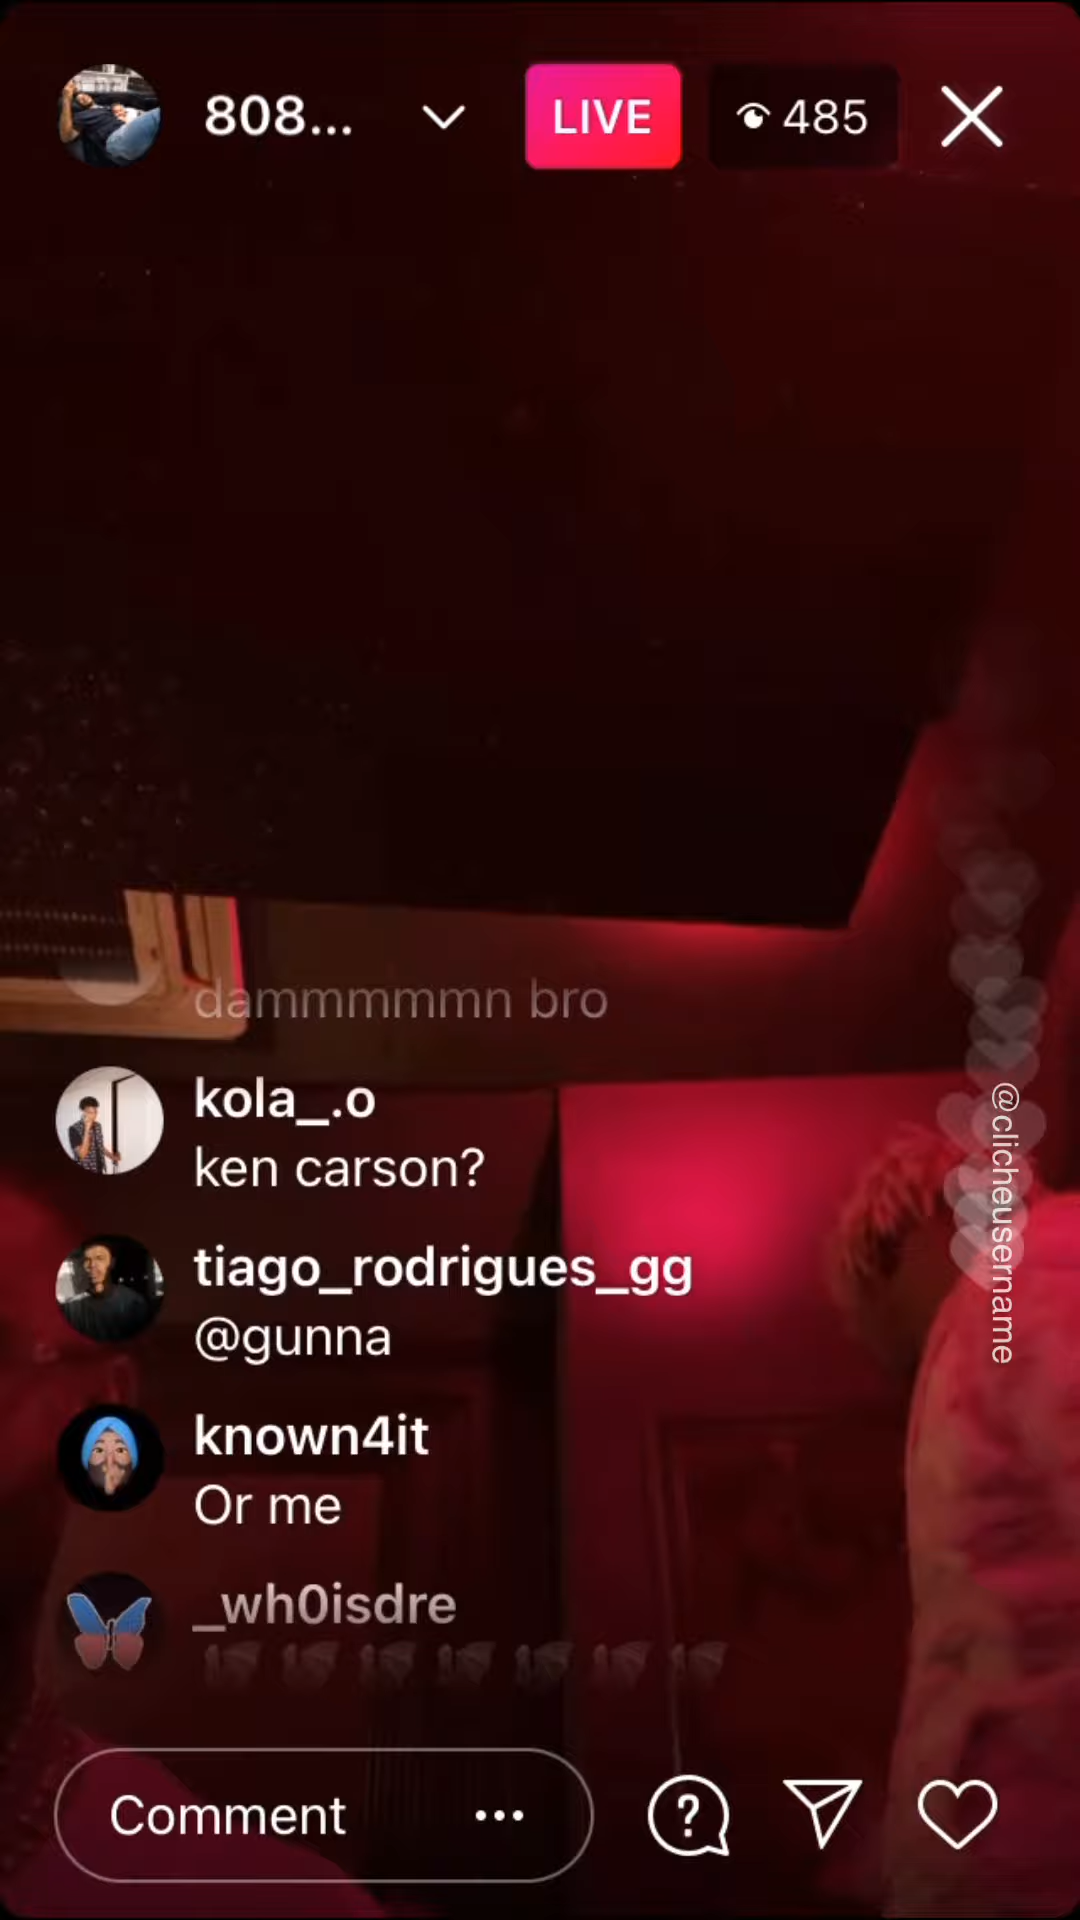 808...
LIVE
485
dammmmmn bro
kola_.o
ken carson?
tiago_rodrigues_gg
@gunna
known4it
Or me
_wh0isdre
@clicheusername
Comment